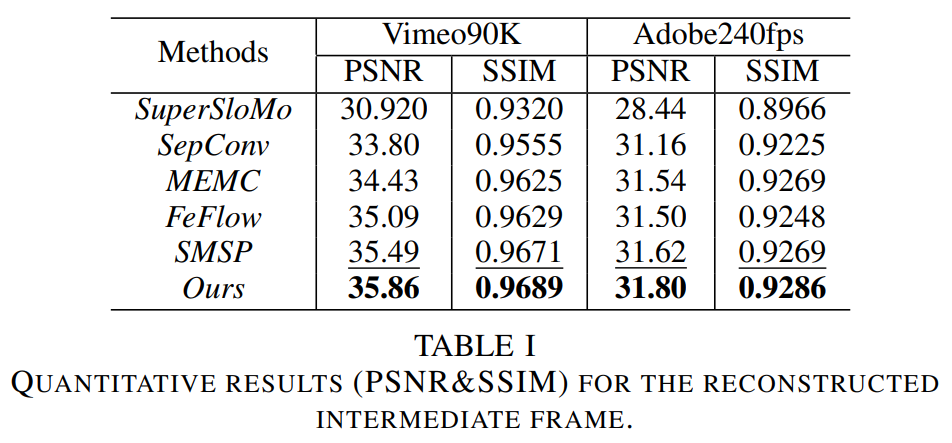 Methods Vimeo90K Adobe240fps
PSNR SSIM PSNR SSIM
SuperSloMo 30.920 0.9320 28.44 0.8966
SepConv 33.80 0.9555 31.16 0.9225
MEMC 34.43 0.9625 31.54 0.9269
FeFlow 35.09 0.9629 31.50 0.9248
SMSP 35.49 0.9671 31.62 0.9269
Ours 35.86 0.9689 31.80 0.9286
TABLE I
QUANTITATIVE RESULTS (PSNR&SSIM) FOR THE RECONSTRUCTED
INTERMEDIATE FRAME.